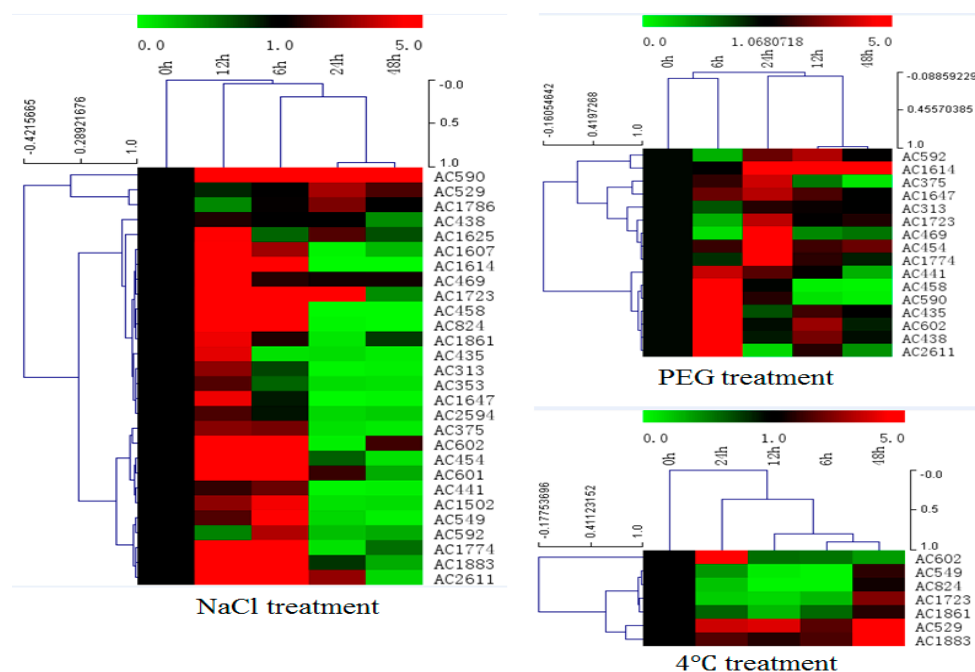 0.0 1.0 5.0
0h 12h 6h 24h 48h
-0.0
0.5
1.0
-0.4215665 0.28921676 1.0
AC590
AC529
AC1786
AC438
AC1625
AC1607
AC1614
AC469
AC1723
AC458
AC824
AC1861
AC435
AC313
AC353
AC1647
AC2594
AC375
AC602
AC454
AC601
AC441
AC1502
AC549
AC592
AC1774
AC1883
AC2611
NaCl treatment
0.0 1.0680718 5.0
0h 6h 24h 12h 48h
-0.08859229
0.45570385
1.0
-0.16054642 0.4197268 1.0
AC592
AC1614
AC375
AC1647
AC313
AC1723
AC469
AC454
AC1774
AC441
AC458
AC590
AC435
AC602
AC438
AC2611
PEG treatment
0.0 1.0 5.0
0h 24h 12h 6h 48h
-0.0
0.5
1.0
-0.17753696 0.41123152 1.0
AC602
AC549
AC824
AC1723
AC1861
AC529
AC1883
4℃ treatment